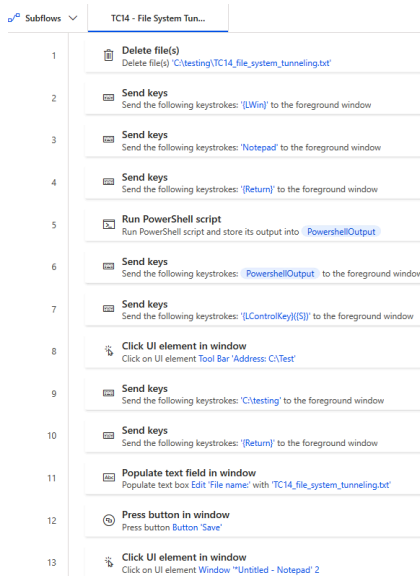 Subflows
TC14 - File System Tun...
1
Delete file(s)
Delete file(s) 'C:\testing\TC14_file_system_tunneling.txt'
2
Send keys
Send the following keystrokes: '{LWin}' to the foreground window
3
Send keys
Send the following keystrokes: 'Notepad' to the foreground window
4
Send keys
Send the following keystrokes: '{Return}' to the foreground window
5
Run PowerShell script
Run PowerShell script and store its output into PowershellOutput
6
Send keys
Send the following keystrokes: PowershellOutput to the foreground window
7
Send keys
Send the following keystrokes: '{LControlKey}({S})' to the foreground window
8
Click UI element in window
Click on UI element Tool Bar 'Address: C:\Test'
9
Send keys
Send the following keystrokes: 'C:\testing' to the foreground window
10
Send keys
Send the following keystrokes: '{Return}' to the foreground window
11
Abc
Populate text field in window
Populate text box Edit 'File name:' with 'TC14_file_system_tunneling.txt'
12
Press button in window
Press button Button 'Save'
13
Click UI element in window
Click on UI element Window '*Untitled - Notepad' 2